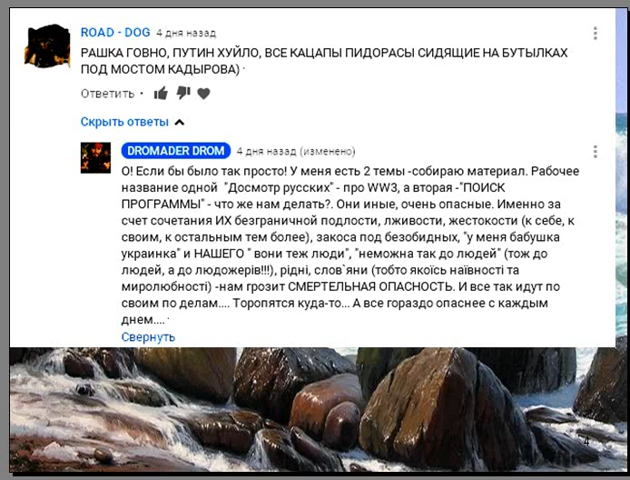 ROAD - DOG 4 дня назад
РАШКА ГОВНО, ПУТИН ХУЙЛО, ВСЕ КАЦАПЫ ПИДОРАСЫ СИДЯЩИЕ НА БУТЫЛКАХ
ПОД МОСТОМ КАДЫРОВА)
Ответить •
Скрыть ответы
DROMADER DROM 4 дня назад (изменено)
О! Если бы было так просто! У меня есть 2 темы -собираю материал. Рабочее
название одной "Досмотр русских" - про WW3, а вторая -"ПОИСК
ПРОГРАММЫ" - что же нам делать?. Они иные, очень опасные. Именно за
счет сочетания ИХ безграничной подлости, лживости, жестокости (к себе, к
своим, к остальным тем более), закоса под безобидных, "у меня бабушка
украинка" и НАШЕГО " вони теж люди", "неможна так до людей" (тож до
людей, а до людожерів!!!), рідні, слов`яни (тобто якоїсь наївності та
миролюбності) -нам грозит СМЕРТЕЛЬНАЯ ОПАСНОСТЬ. И все так идут по
своим по делам.... Торопятся куда-то... А все гораздо опаснее с каждым
днем....
Свернуть
4